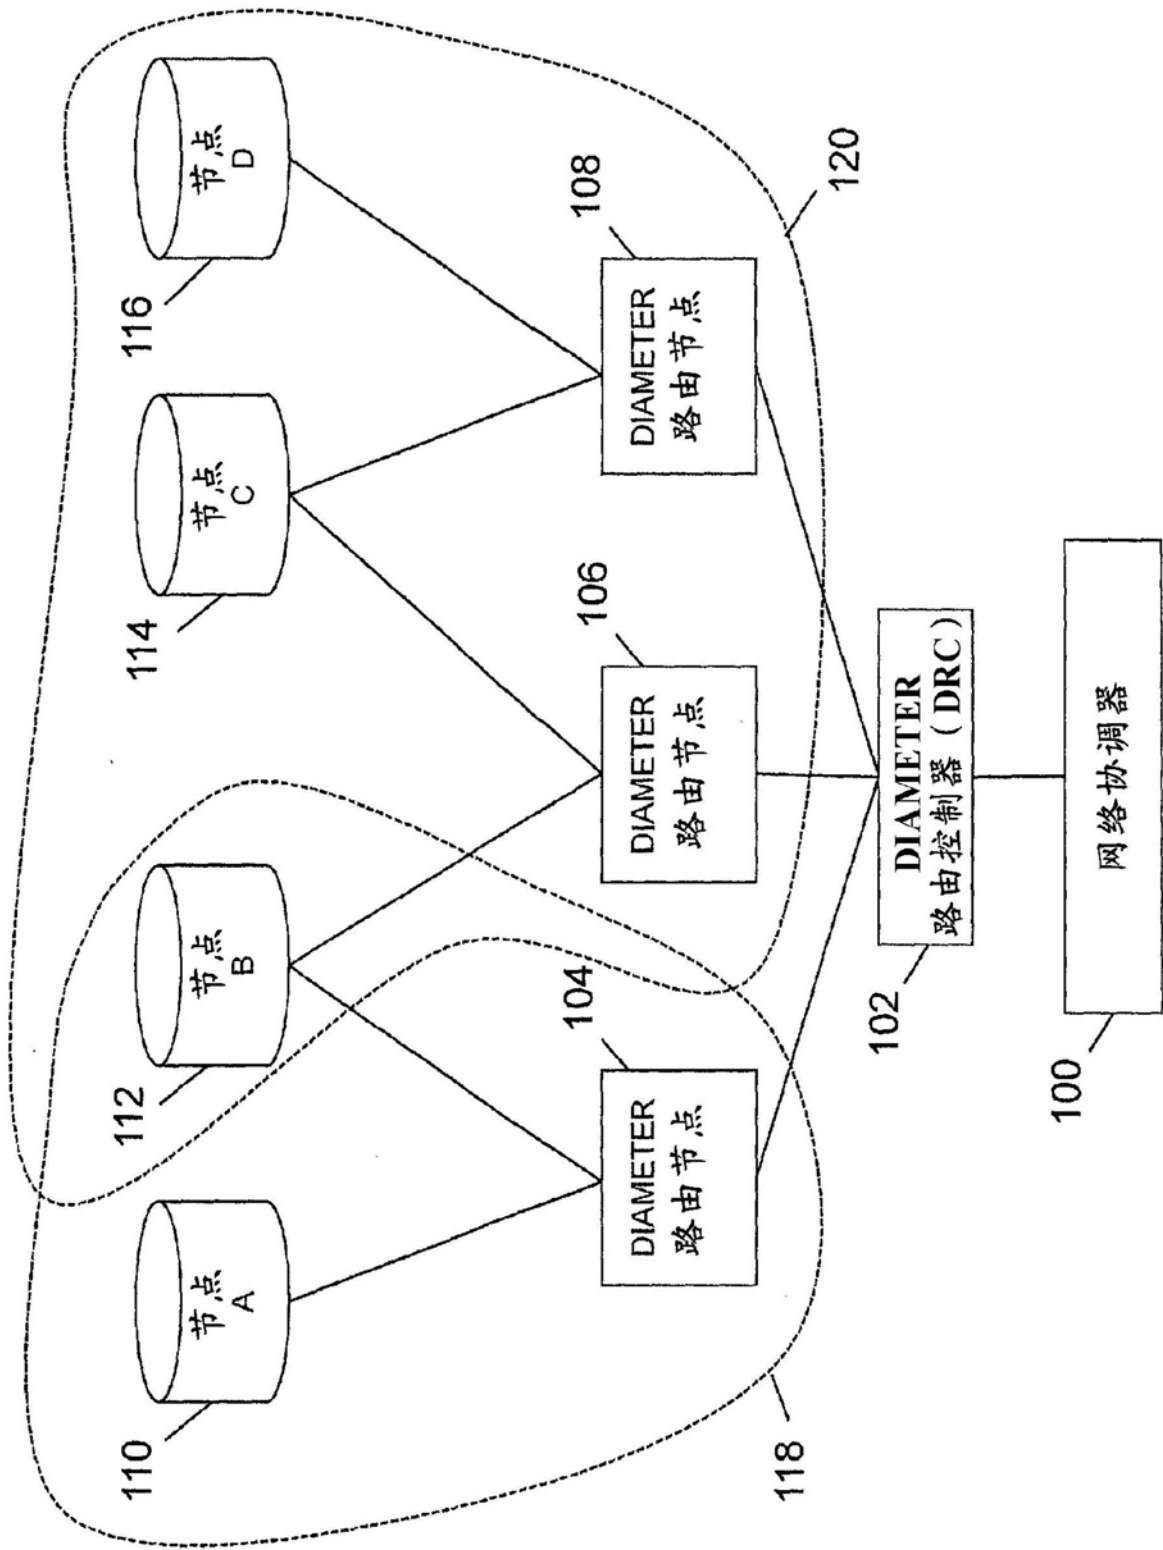 节点
A
节点
B
节点
C
节点
D
110
112
114
116
DIAMETER
路由节点
DIAMETER
路由节点
DIAMETER
路由节点
104
106
108
118
120
DIAMETER
路由控制器（DRC）
102
网络协调器
100